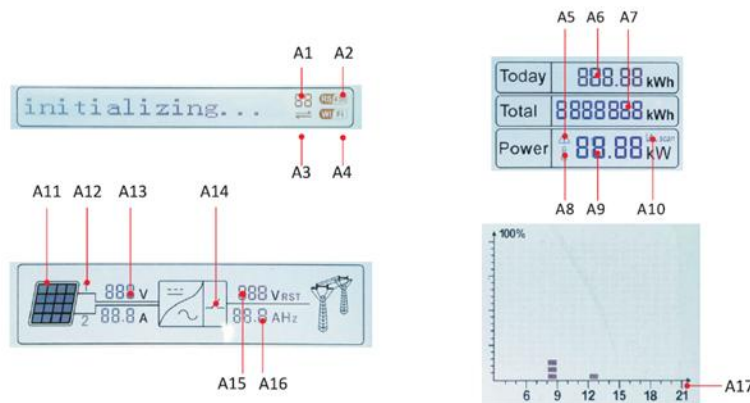 A1 A2
initializing...
A3 A4
A5 A6 A7
Today 888.88 kWh
Total 8888888 kWh
Power 88.88 kW
scan
A8 A9 A10
A11 A12 A13 A14
1 888 V 888 VRST
2 88.8 A 88.8 AHz
A15 A16
100%
6 9 12 15 18 21
A17